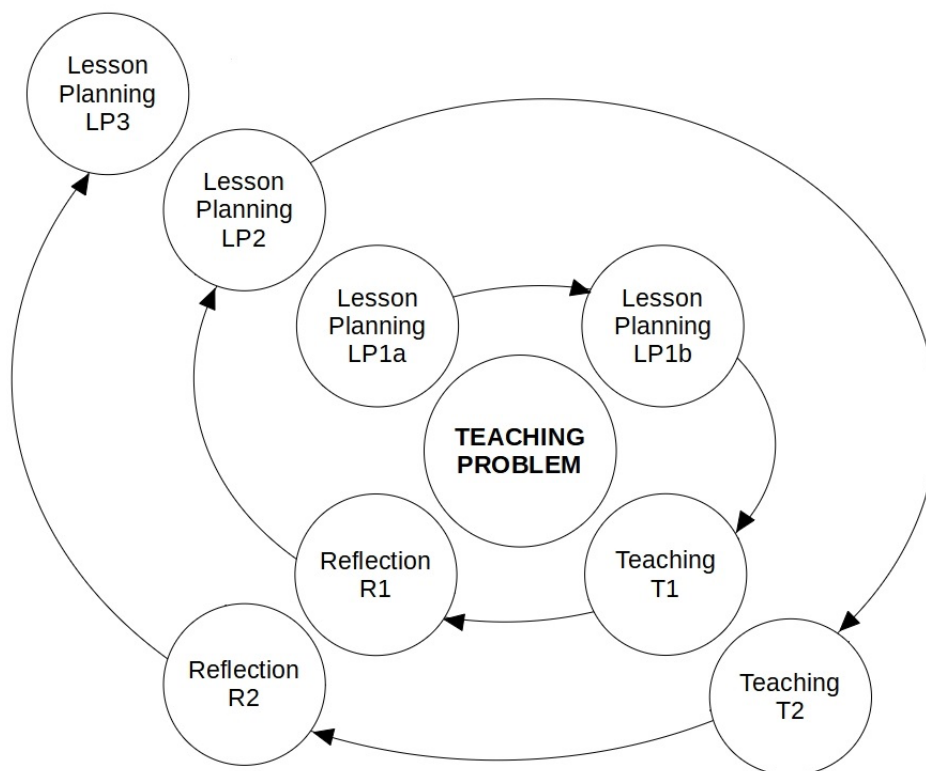 Lesson
Planning
LP3
Lesson
Planning
LP2
Lesson
Planning
LP1a
Lesson
Planning
LP1b
TEACHING
PROBLEM
Reflection
R1
Teaching
T1
Reflection
R2
Teaching
T2